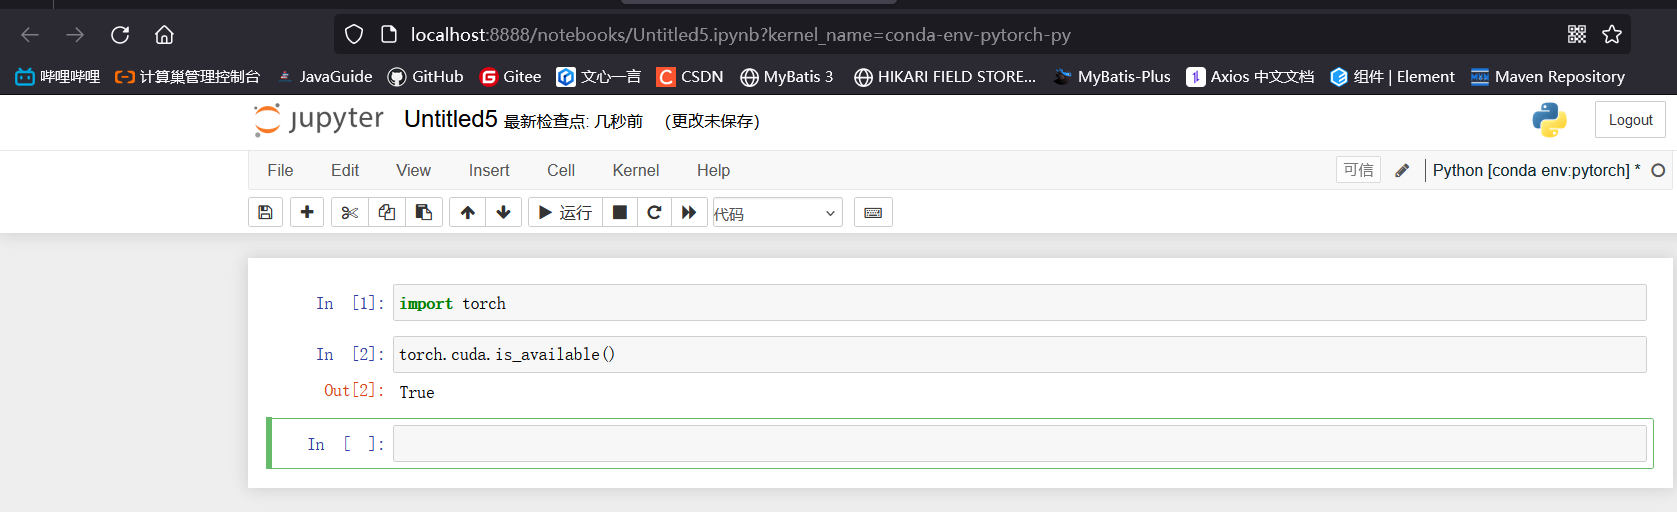 localhost:8888/notebooks/Untitled5.ipynb?kernel_name=conda-env-pytorch-py
哔哩哔哩 计算巢管理控制台 JavaGuide GitHub Gitee 文心一言 CSDN MyBatis 3 HIKARI FIELD STORE... MyBatis-Plus Axios 中文文档 组件 | Element Maven Repository
jupyter Untitled5 最后检查点: 几秒前 (更改未保存) Logout
File Edit View Insert Cell Kernel Help 可信 Python [conda env:pytorch] *
运行 代码
In [1]: import torch
In [2]: torch.cuda.is_available()
Out[2]: True
In [ ]: